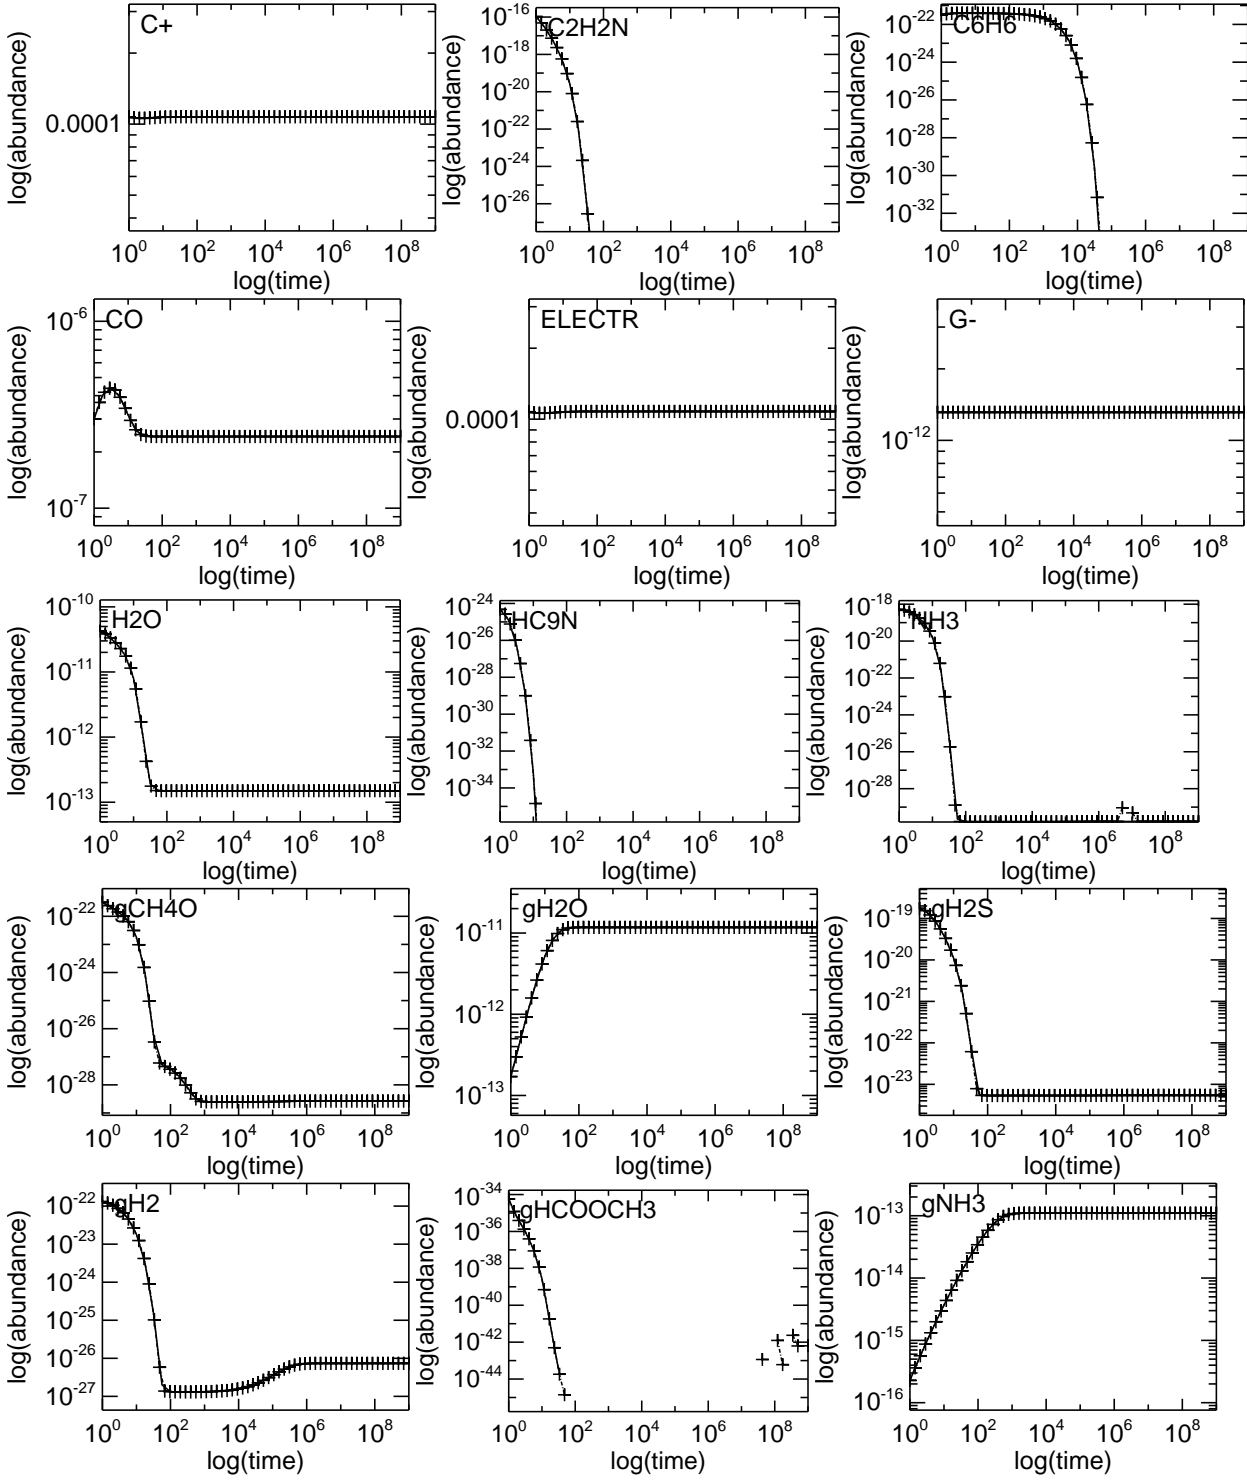 C+
log(abundance)
0.0001
10^0 10^2 10^4 10^6 10^8
log(time)
C2H2N
log(abundance)
10^-16
10^-18
10^-20
10^-22
10^-24
10^-26
10^0 10^2 10^4 10^6 10^8
log(time)
C6H6
log(abundance)
10^-22
10^-24
10^-26
10^-28
10^-30
10^-32
10^0 10^2 10^4 10^6 10^8
log(time)
CO
log(abundance)
10^-6
10^-7
10^0 10^2 10^4 10^6 10^8
log(time)
ELECTR
log(abundance)
0.0001
10^0 10^2 10^4 10^6 10^8
log(time)
G-
log(abundance)
10^-12
10^0 10^2 10^4 10^6 10^8
log(time)
H2O
log(abundance)
10^-10
10^-11
10^-12
10^-13
10^0 10^2 10^4 10^6 10^8
log(time)
HC9N
log(abundance)
10^-24
10^-26
10^-28
10^-30
10^-32
10^-34
10^0 10^2 10^4 10^6 10^8
log(time)
NH3
log(abundance)
10^-18
10^-20
10^-22
10^-24
10^-26
10^-28
10^0 10^2 10^4 10^6 10^8
log(time)
gCH4O
log(abundance)
10^-22
10^-24
10^-26
10^-28
10^0 10^2 10^4 10^6 10^8
log(time)
gH2O
log(abundance)
10^-11
10^-12
10^-13
10^0 10^2 10^4 10^6 10^8
log(time)
gH2S
log(abundance)
10^-19
10^-20
10^-21
10^-22
10^-23
10^0 10^2 10^4 10^6 10^8
log(time)
gH2
log(abundance)
10^-22
10^-23
10^-24
10^-25
10^-26
10^-27
10^0 10^2 10^4 10^6 10^8
log(time)
gHCOOCH3
log(abundance)
10^-34
10^-36
10^-38
10^-40
10^-42
10^-44
10^0 10^2 10^4 10^6 10^8
log(time)
gNH3
log(abundance)
10^-13
10^-14
10^-15
10^-16
10^0 10^2 10^4 10^6 10^8
log(time)